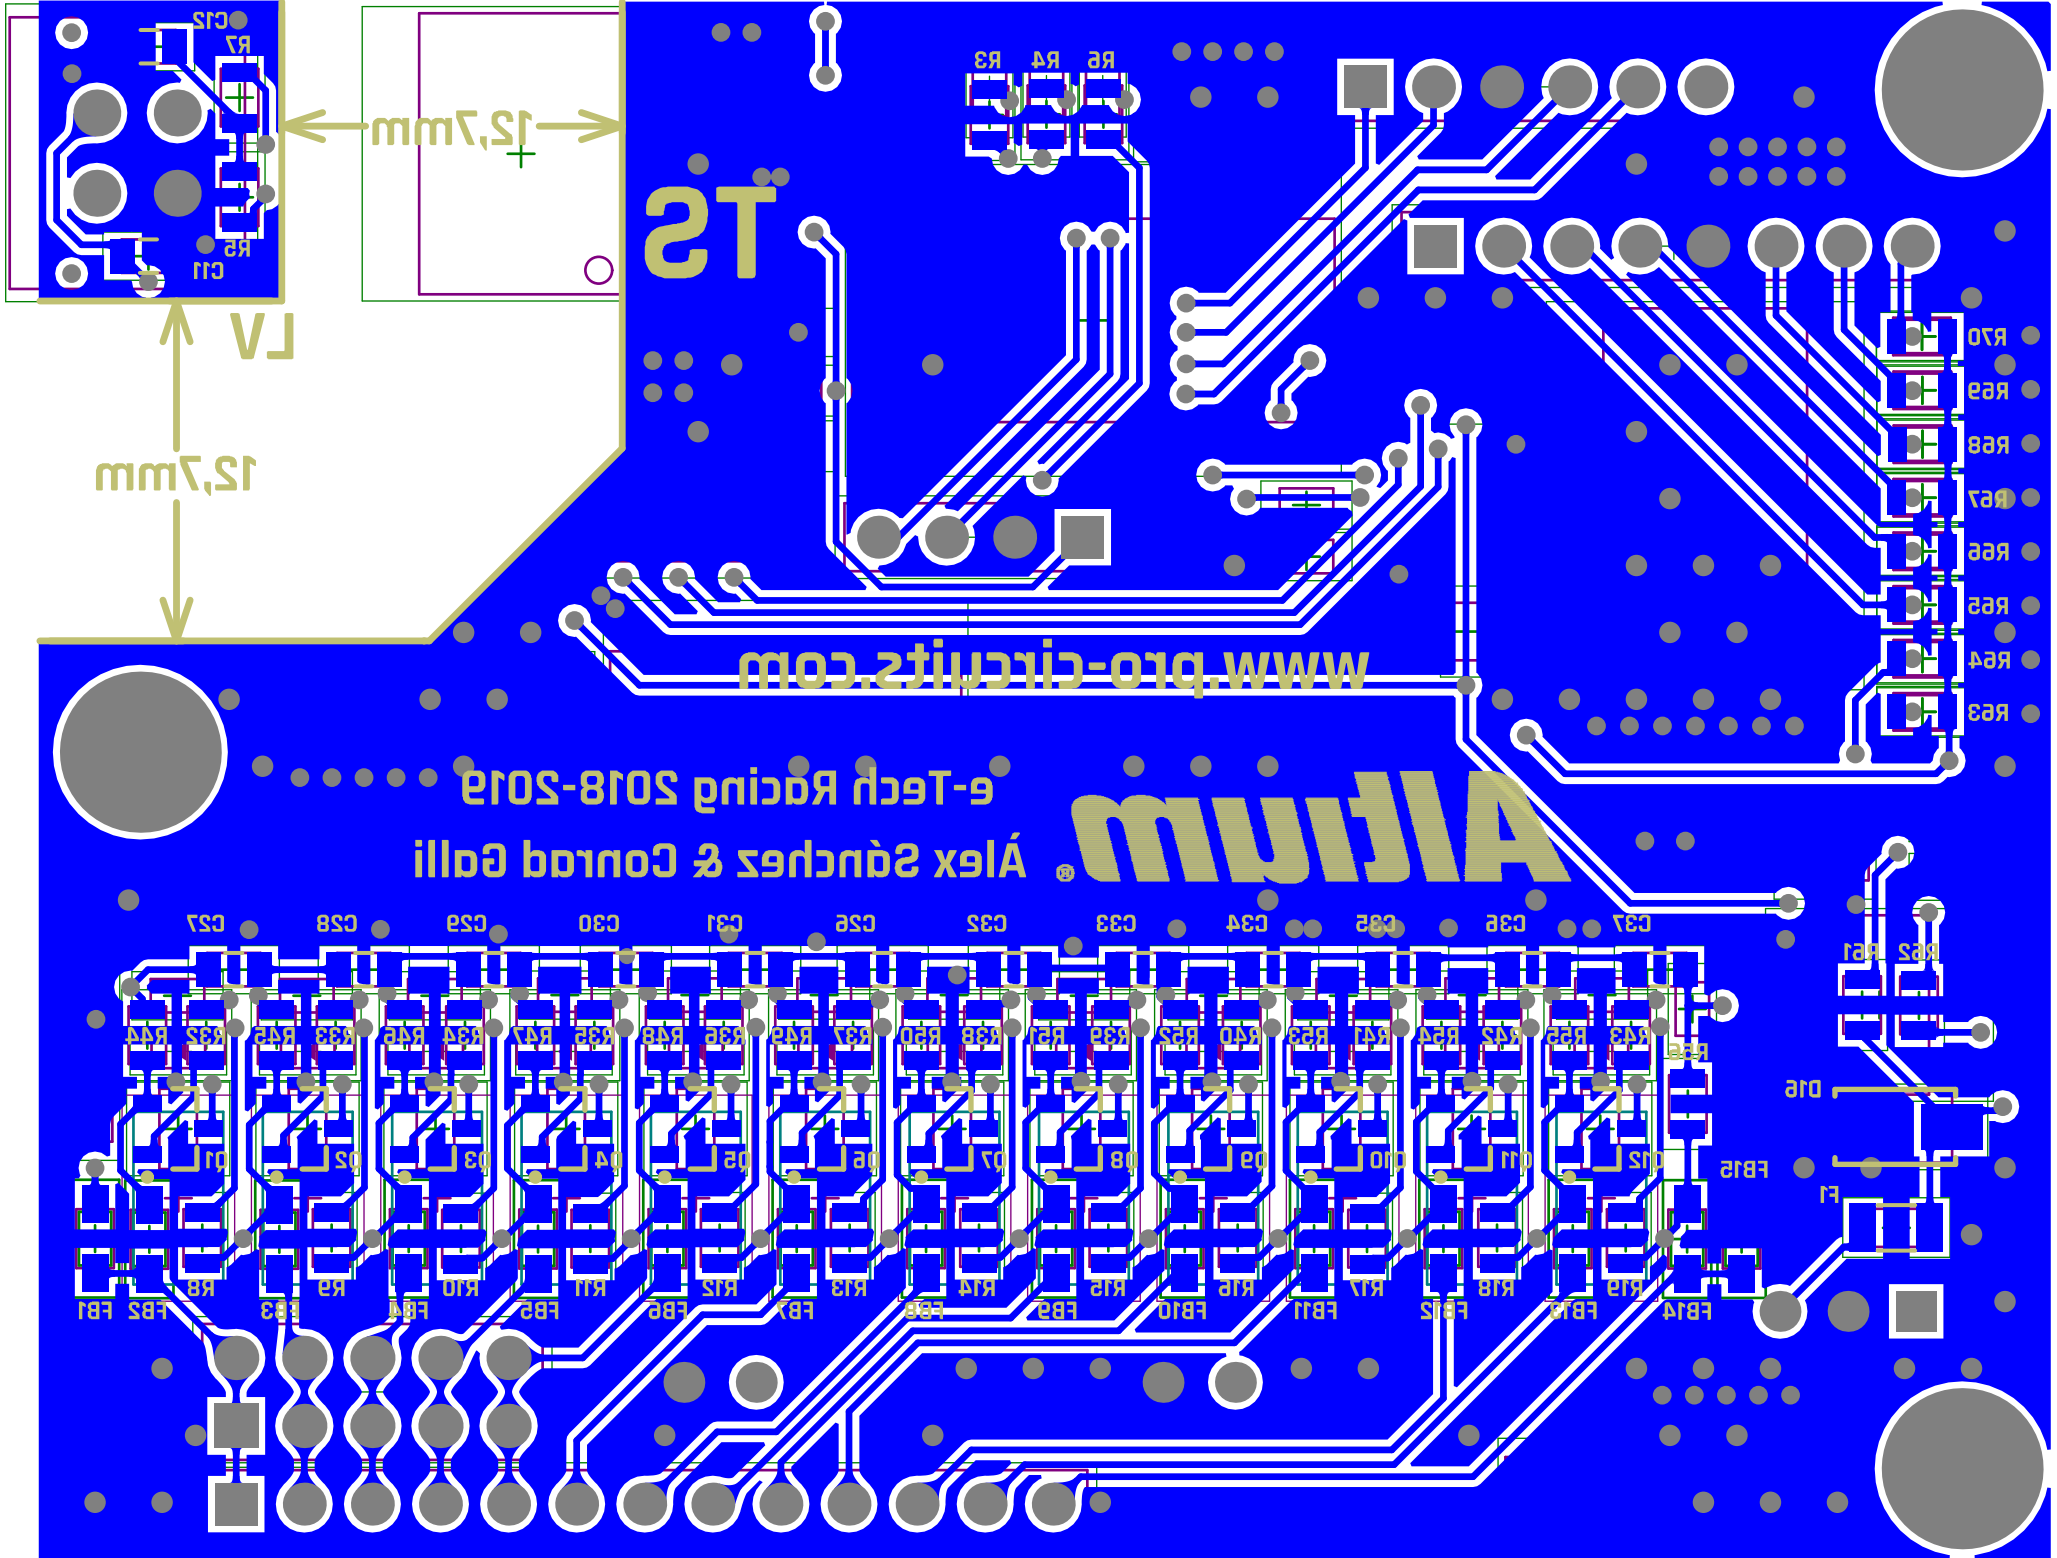 C12
R7
R3 R4 R6
12,7mm
TS
R5
C11
LV
R70
R69
12,7mm
R68
R67
R66
R65
R64
www.pro-circuits.com
R63
e-Tech Racing 2018-2019
Altium®
Àlex Sánchez & Conrad Galli
C27 C28 C29 C30 C31 C26 C32 C33 C34 C35 C36 C37
R61 R62
R44 R32 R45 R33 R46 R34 R47 R35 R48 R36 R49 R37 R50 R38 R51 R39 R52 R40 R53 R41 R54 R42 R55 R43
R56
D16
Q1 Q2 Q3 Q4 Q5 Q6 Q7 Q8 Q9 Q10 Q11 Q12
FB15
F1
R8 R9 R10 R11 R12 R13 R14 R15 R16 R17 R18 R19
FB1 FB2 FB3 FB4 FB5 FB6 FB7 FB8 FB9 FB10 FB11 FB12 FB13 FB14